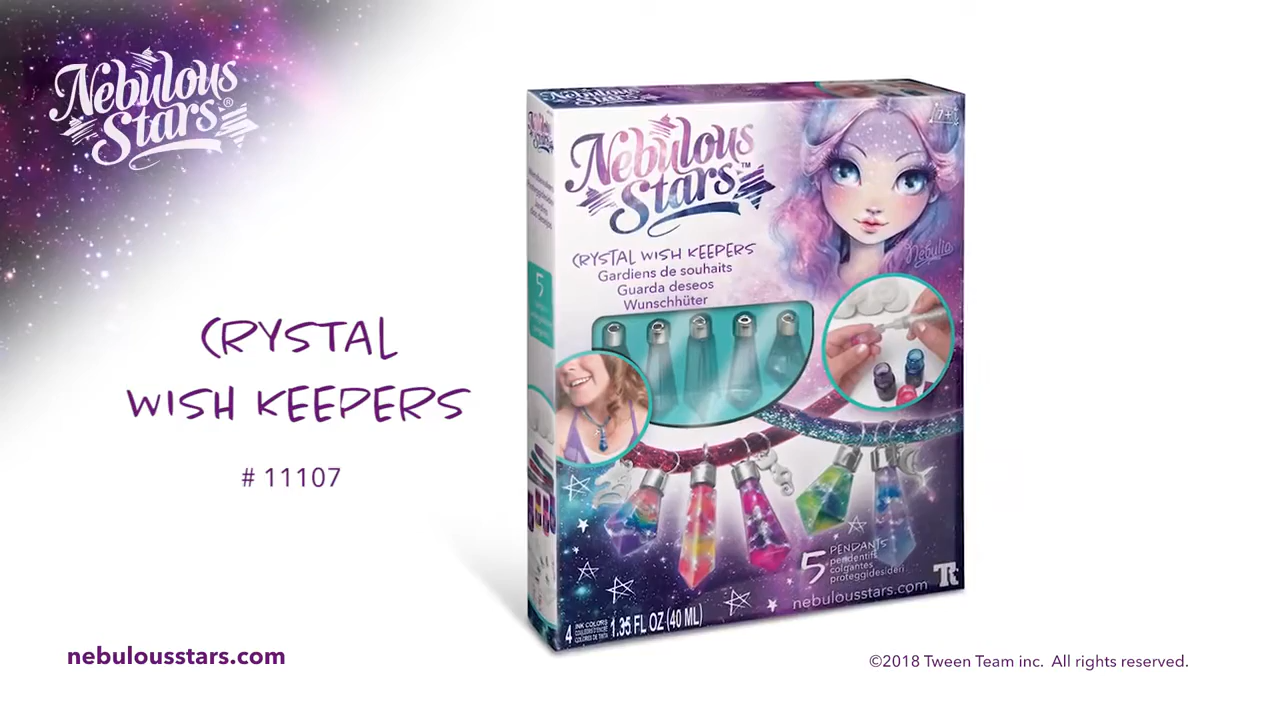 Nebulous
Stars®
CRYSTAL
WISH KEEPERS
# 11107
nebulousstars.com
Nebulous
Stars™
7+
CRYSTAL WISH KEEPERS
Gardiens de souhaits
Guarda deseos
Wunschhüter
Nebulia
5
5 PENDANTS
pendentifs
colgantes
proteggidesideri
nebulousstars.com
4 INK COLORS
1.35 FL OZ (40 ML)
©2018 Tween Team inc. All rights reserved.